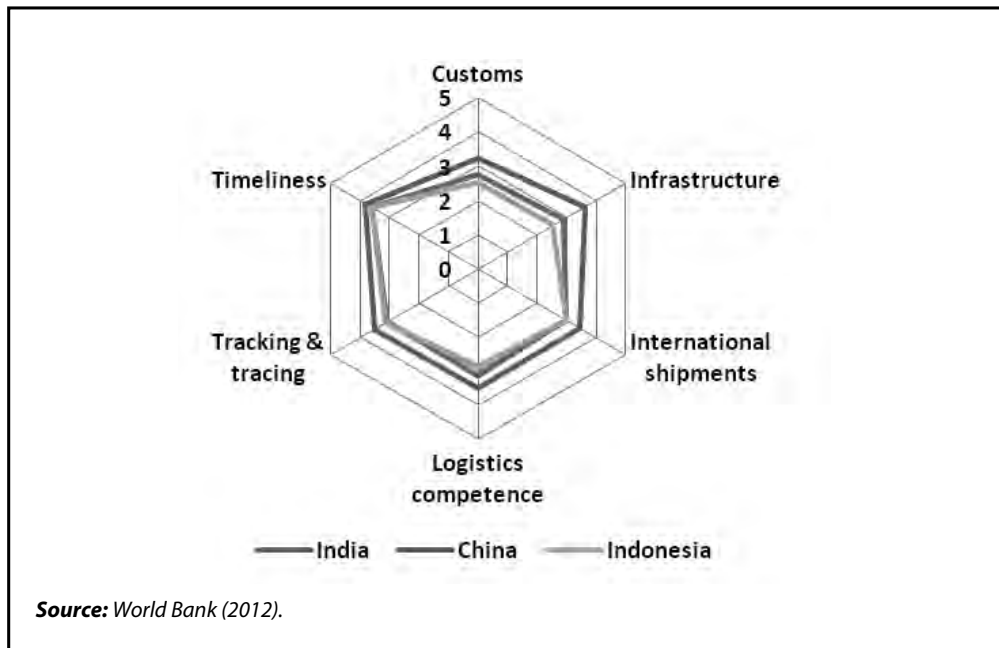 Customs
5
4
3
2
1
0
Timeliness
Infrastructure
Tracking &
tracing
International
shipments
Logistics
competence
India China Indonesia
Source: World Bank (2012).